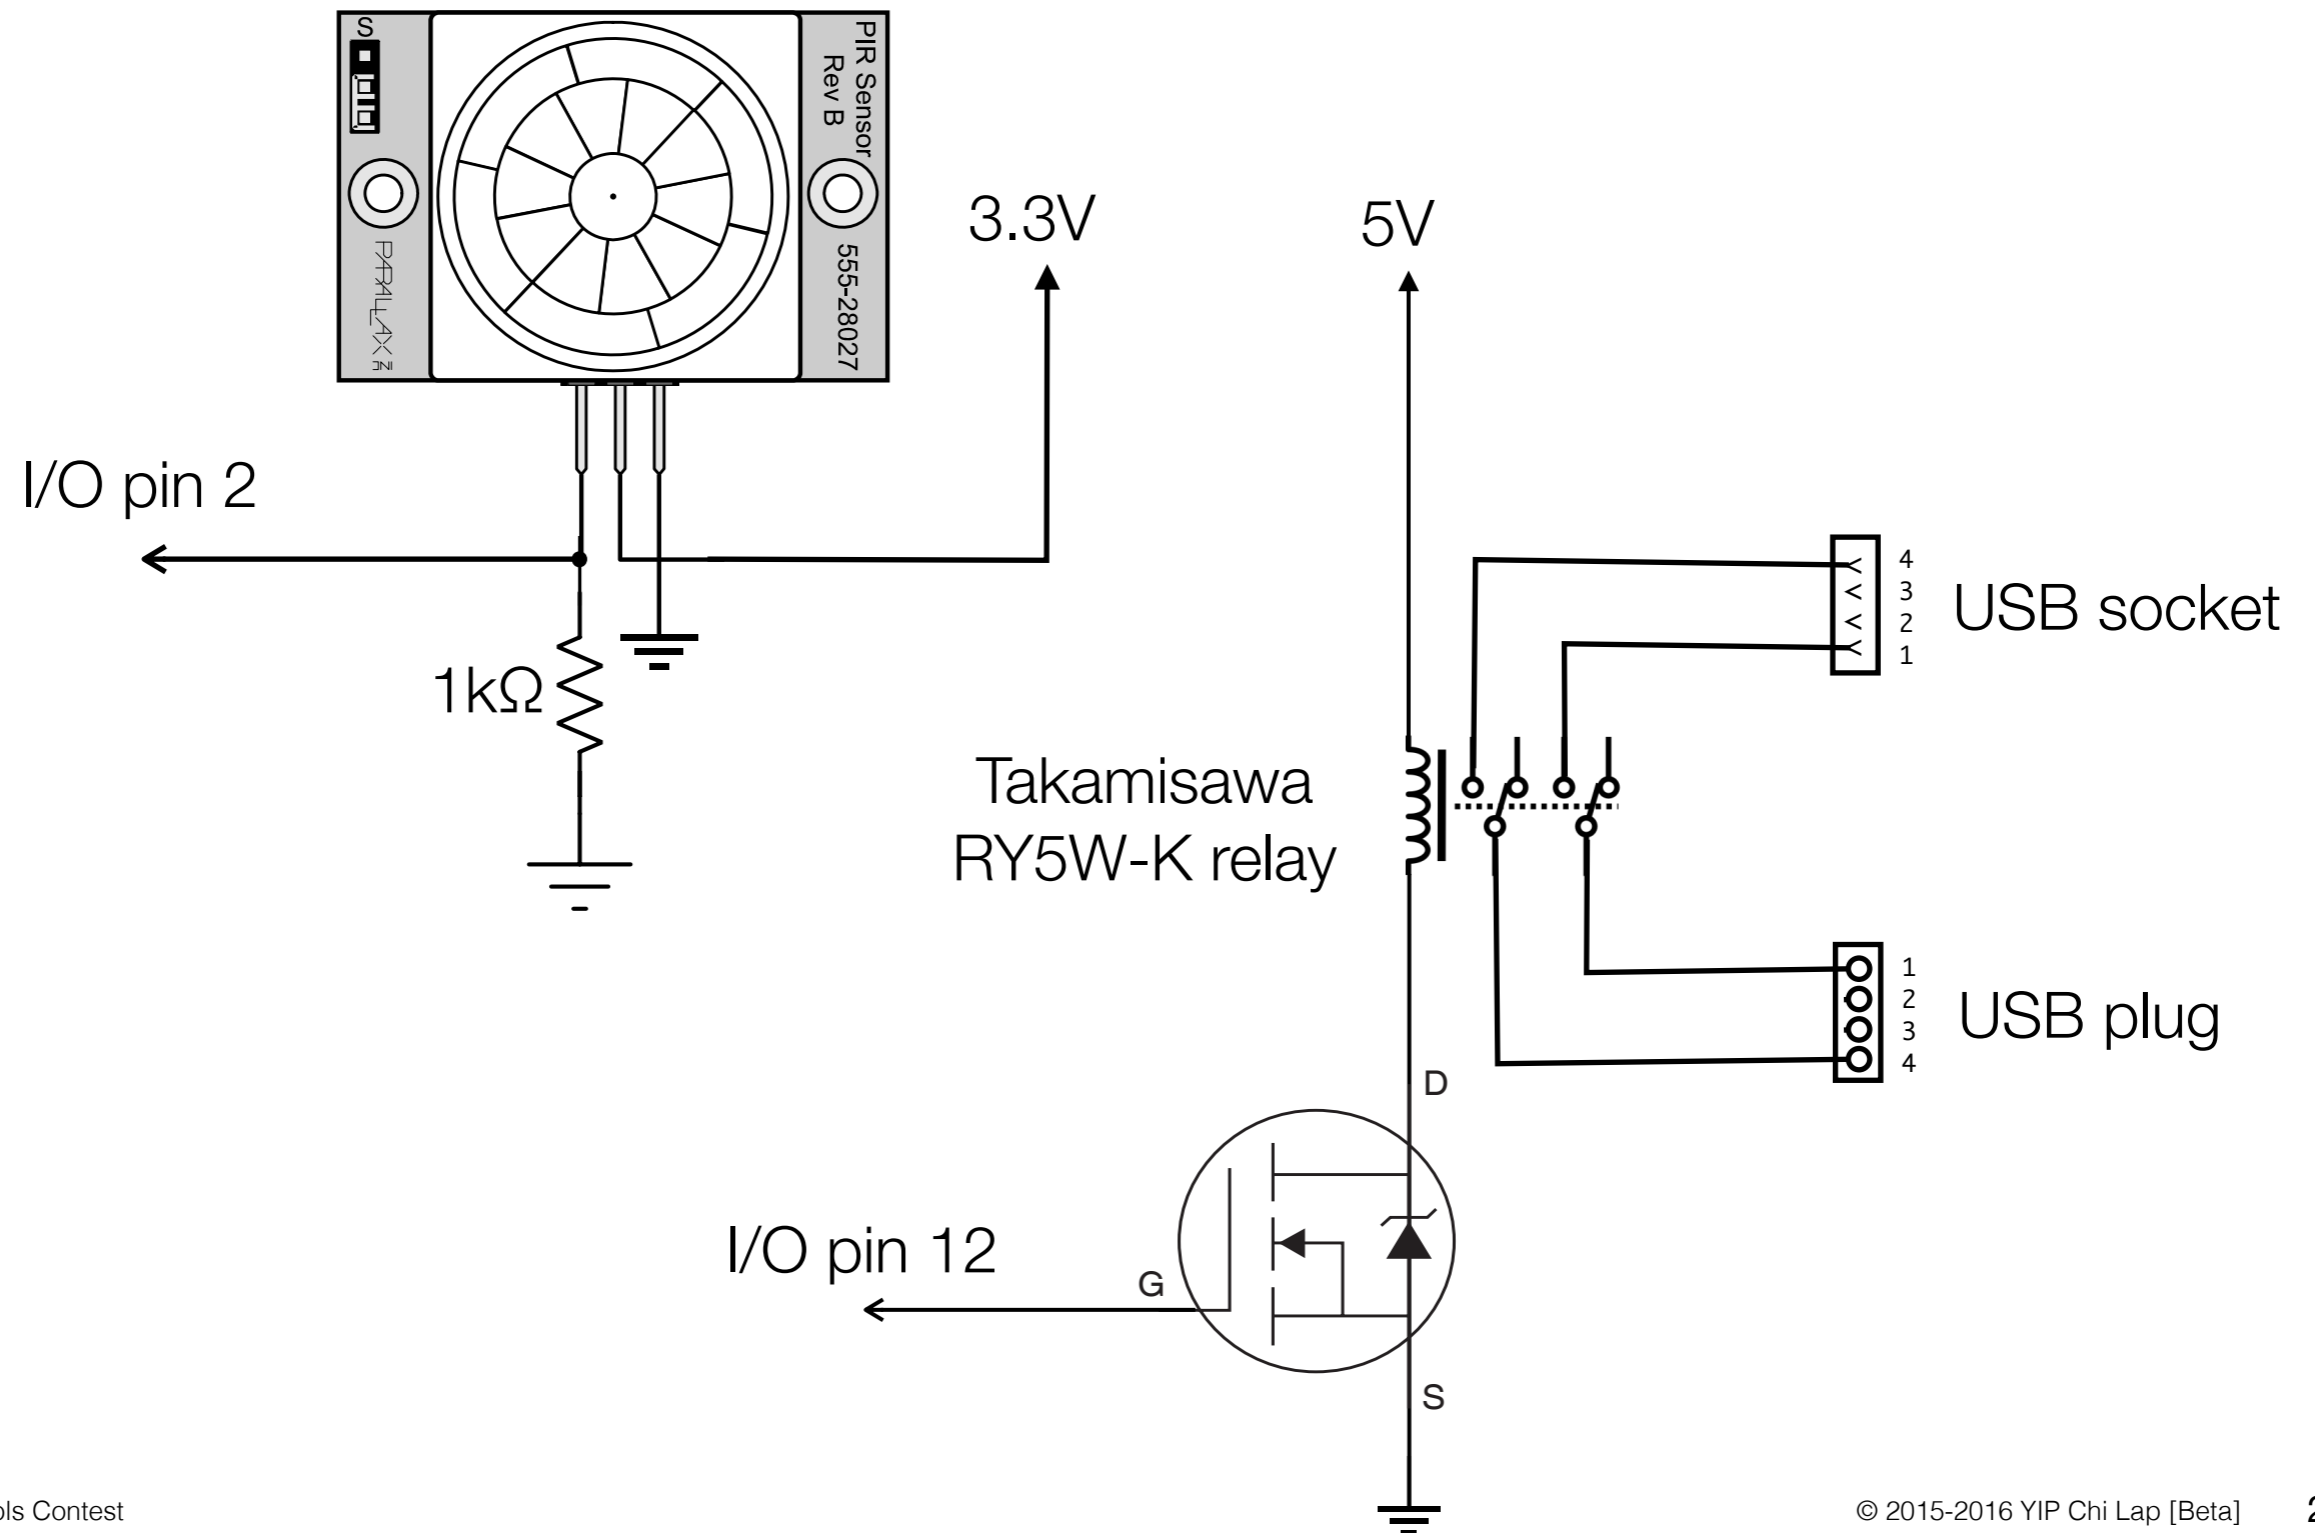 S
PIR Sensor
Rev B
PARALLAX
555-28027
3.3V
5V
I/O pin 2
1kΩ
4
3
2
1
USB socket
Takamisawa
RY5W-K relay
1
2
3
4
USB plug
D
I/O pin 12
G
S
ols Contest
© 2015-2016 YIP Chi Lap [Beta]